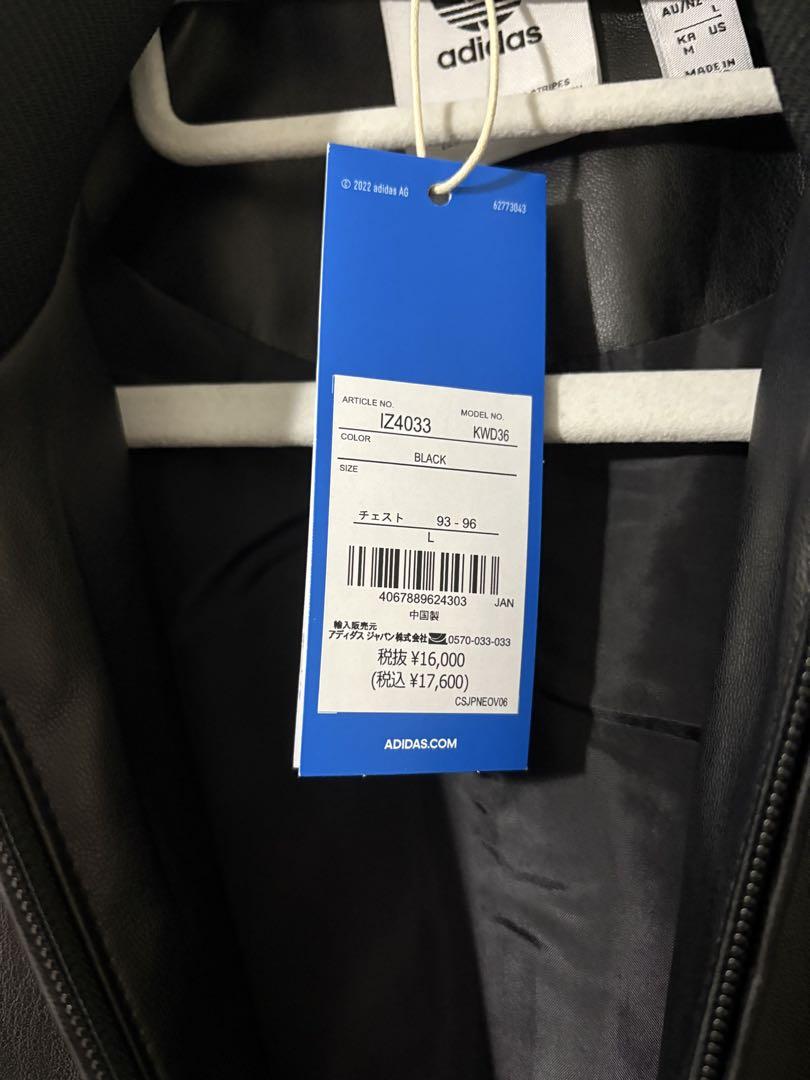 adidas
AU/NZ L
KR US
M
MADE IN
STRIPES
© 2022 adidas AG
62773043
ARTICLE NO.
IZ4033
MODEL NO.
KWD36
COLOR
BLACK
SIZE
チェスト 93 - 96
L
4067889624303 JAN
中国製
輸入販売元
アディダス ジャパン株式会社 0570-033-033
税抜 ¥16,000
(税込 ¥17,600)
CSJPNEOV06
ADIDAS.COM